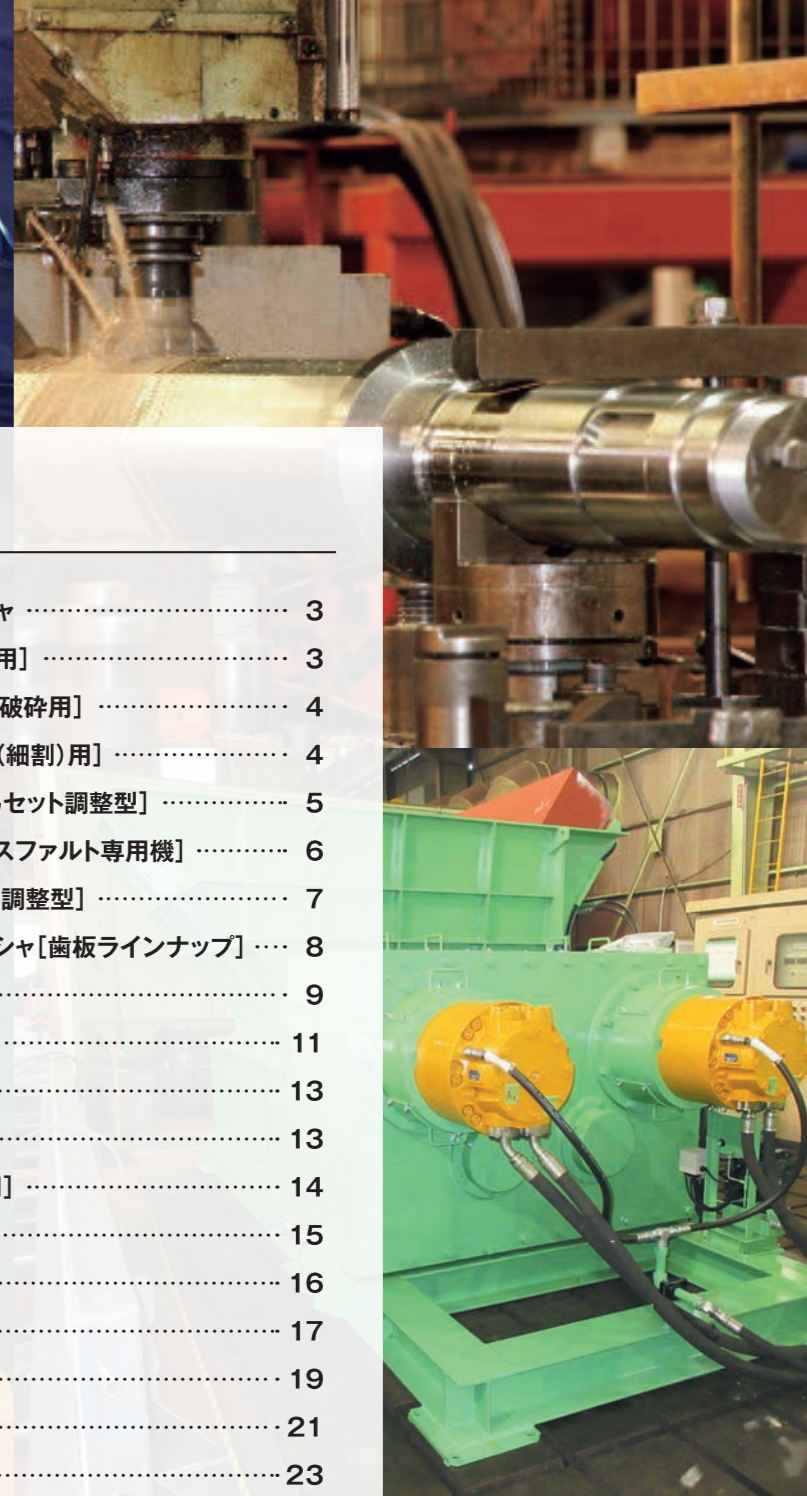 ャ …………………………… 3
用] ………………………… 3
破砕用] …………………… 4
(細割)用] ………………… 4
セット調整型] …………… 5
スファルト専用機] ……… 6
調整型] …………………… 7
シャ[歯板ラインナップ] … 8
……………………………… 9
……………………………… 11
……………………………… 13
……………………………… 13
] …………………………… 14
……………………………… 15
……………………………… 16
……………………………… 17
……………………………… 19
……………………………… 21
……………………………… 23